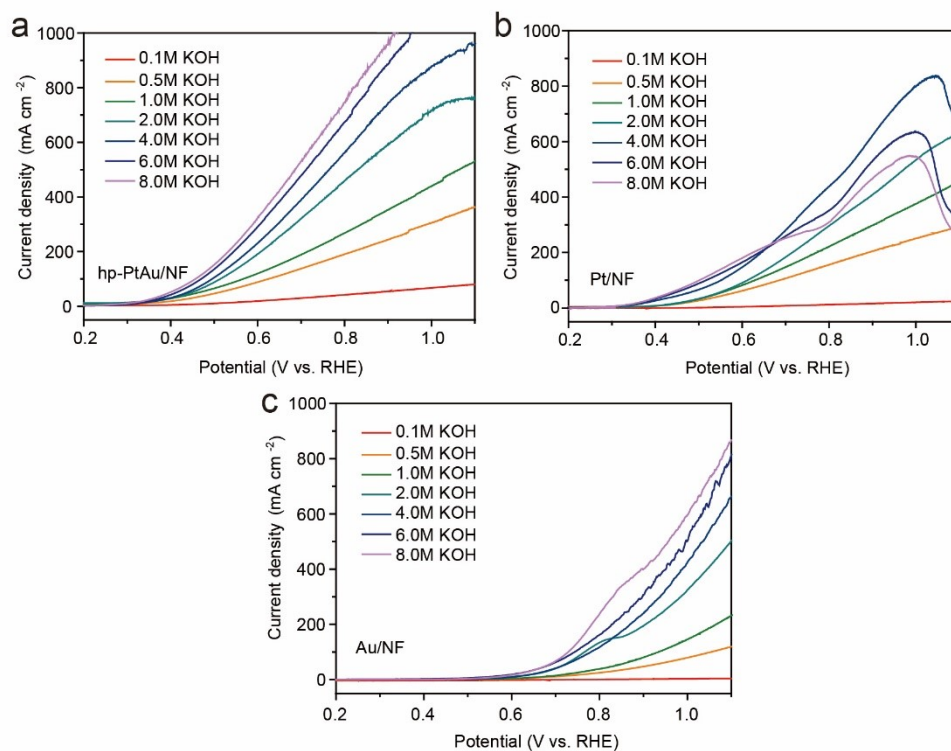 a
1000
800
600
400
200
0
Current density (mA cm⁻²)
0.1M KOH
0.5M KOH
1.0M KOH
2.0M KOH
4.0M KOH
6.0M KOH
8.0M KOH
hp-PtAu/NF
0.2 0.4 0.6 0.8 1.0
Potential (V vs. RHE)
b
1000
800
600
400
200
0
Current density (mA cm⁻²)
0.1M KOH
0.5M KOH
1.0M KOH
2.0M KOH
4.0M KOH
6.0M KOH
8.0M KOH
Pt/NF
0.2 0.4 0.6 0.8 1.0
Potential (V vs. RHE)
c
1000
800
600
400
200
0
Current density (mA cm⁻²)
0.1M KOH
0.5M KOH
1.0M KOH
2.0M KOH
4.0M KOH
6.0M KOH
8.0M KOH
Au/NF
0.2 0.4 0.6 0.8 1.0
Potential (V vs. RHE)